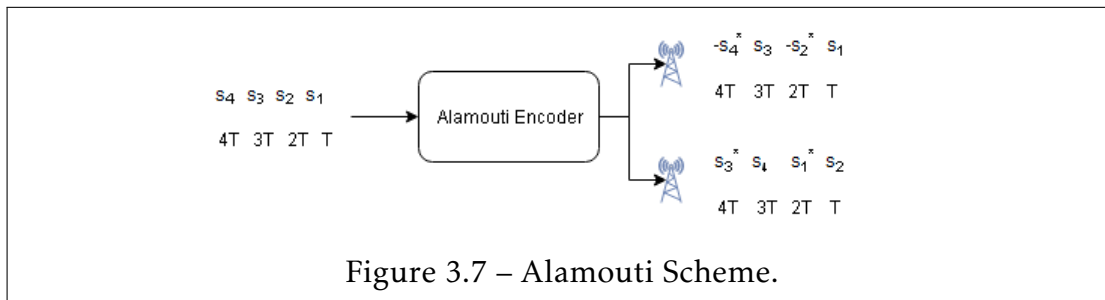 -s₄* s₃ -s₂* s₁
4T 3T 2T T
s₄ s₃ s₂ s₁
4T 3T 2T T
Alamouti Encoder
s₃* s₄ s₁* s₂
4T 3T 2T T
Figure 3.7 – Alamouti Scheme.